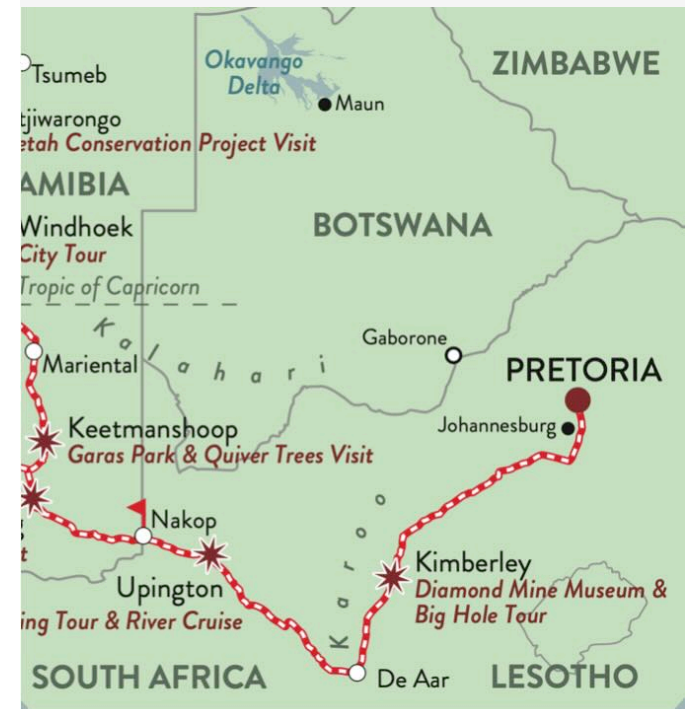 ZIMBABWE
Okavango
Delta
Tsumeb
Maun
tjiwarongo
etah Conservation Project Visit
AMIBIA
Windhoek
City Tour
BOTSWANA
Tropic of Capricorn
Kalahari
Mariental
Gaborone
PRETORIA
Johannesburg
Keetmanshoop
Garas Park & Quiver Trees Visit
g
t
Nakop
Karoo
Upington
ing Tour & River Cruise
Kimberley
Diamond Mine Museum &
Big Hole Tour
De Aar
SOUTH AFRICA
LESOTHO